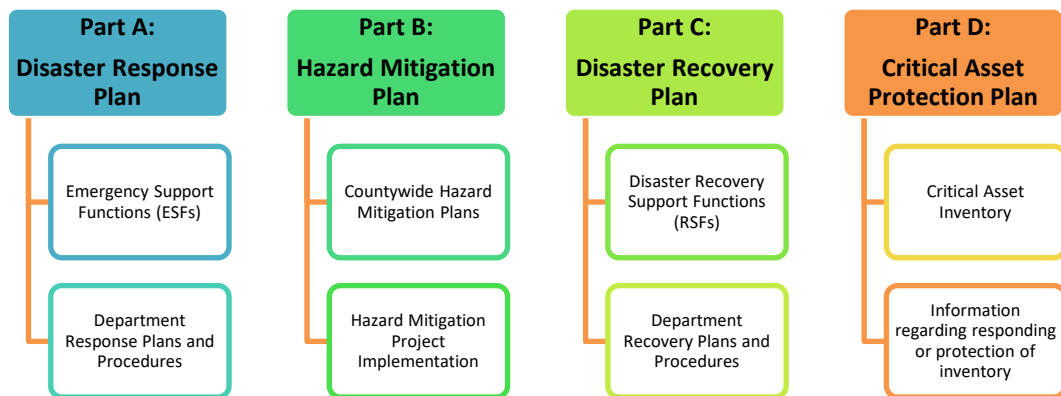 Part A:
Disaster Response
Plan
Emergency Support
Functions (ESFs)
Department
Response Plans and
Procedures
Part B:
Hazard Mitigation
Plan
Countywide Hazard
Mitigation Plans
Hazard Mitigation
Project
Implementation
Part C:
Disaster Recovery
Plan
Disaster Recovery
Support Functions
(RSFs)
Department
Recovery Plans and
Procedures
Part D:
Critical Asset
Protection Plan
Critical Asset
Inventory
Information
regarding responding
or protection of
inventory